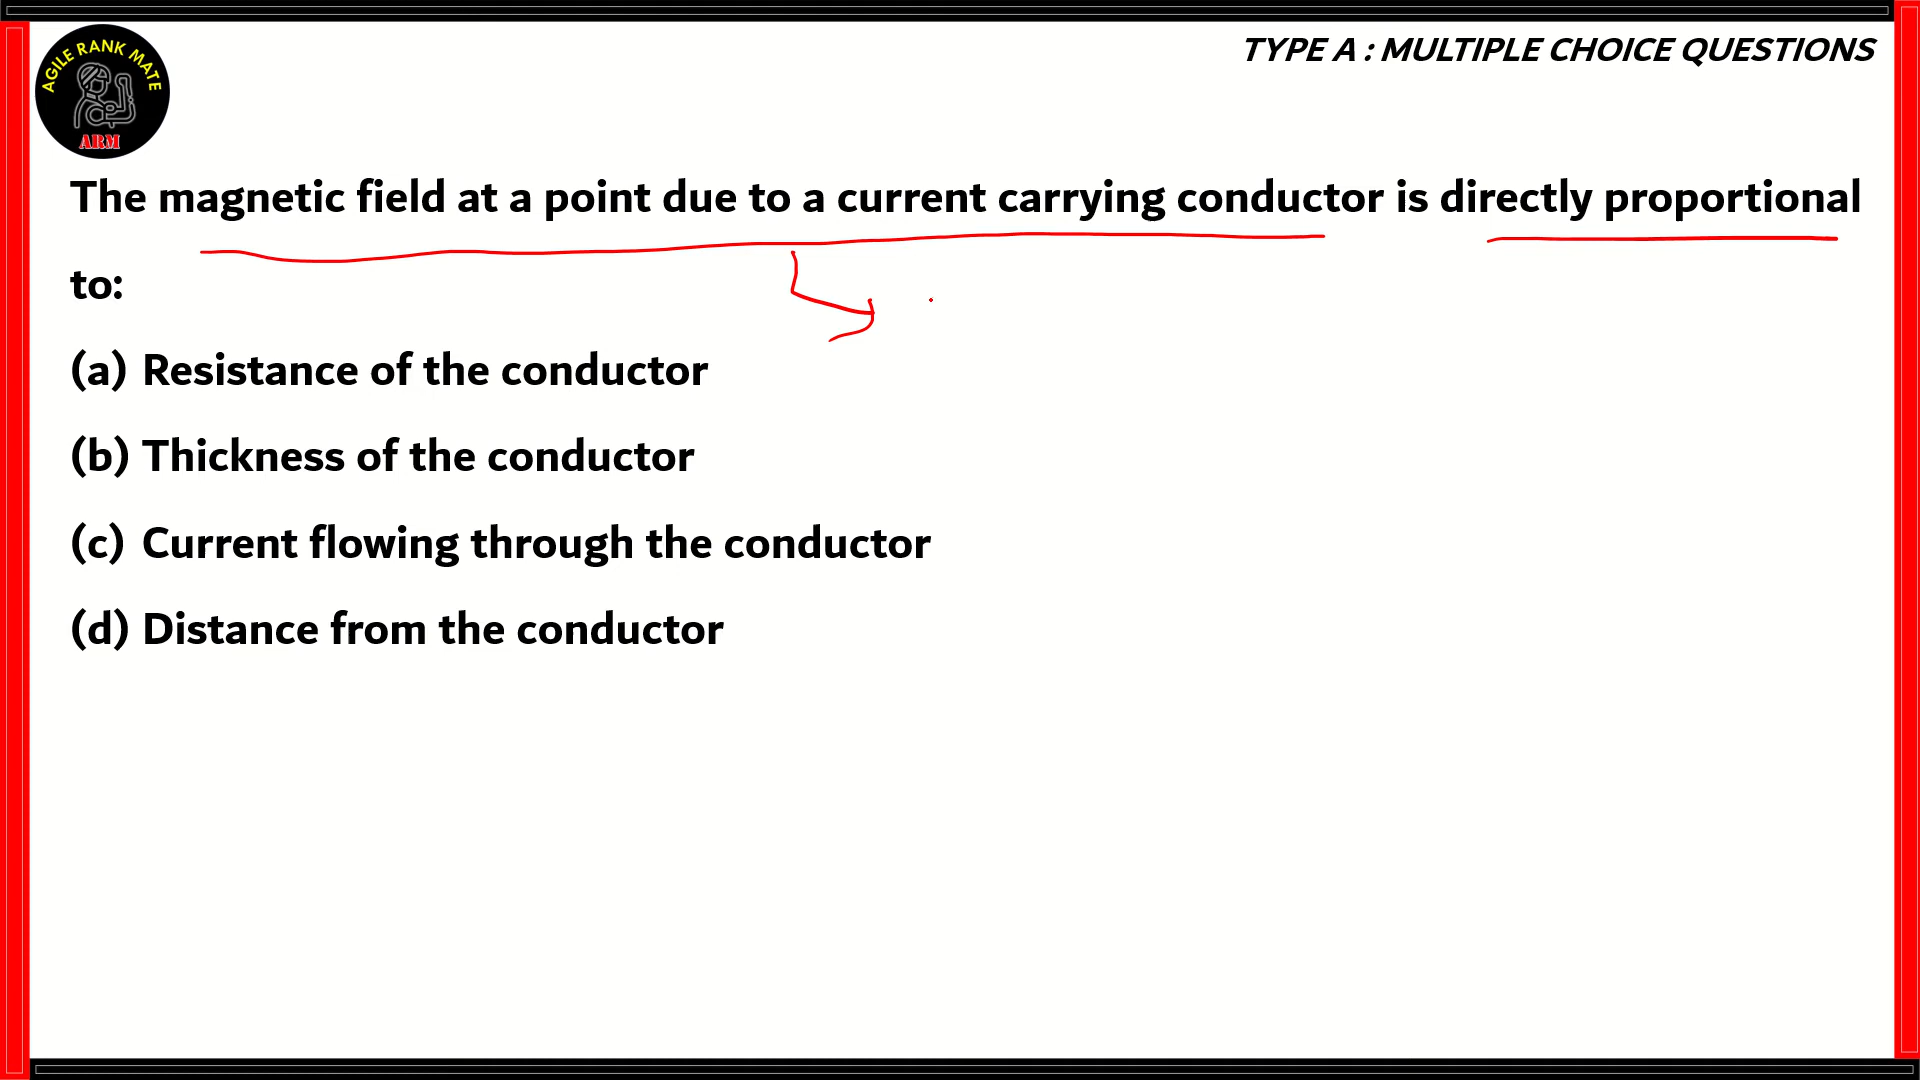 AGILE RANK MATE
ARM
TYPE A : MULTIPLE CHOICE QUESTIONS
The magnetic field at a point due to a current carrying conductor is directly proportional
to:
(a) Resistance of the conductor
(b) Thickness of the conductor
(c) Current flowing through the conductor
(d) Distance from the conductor